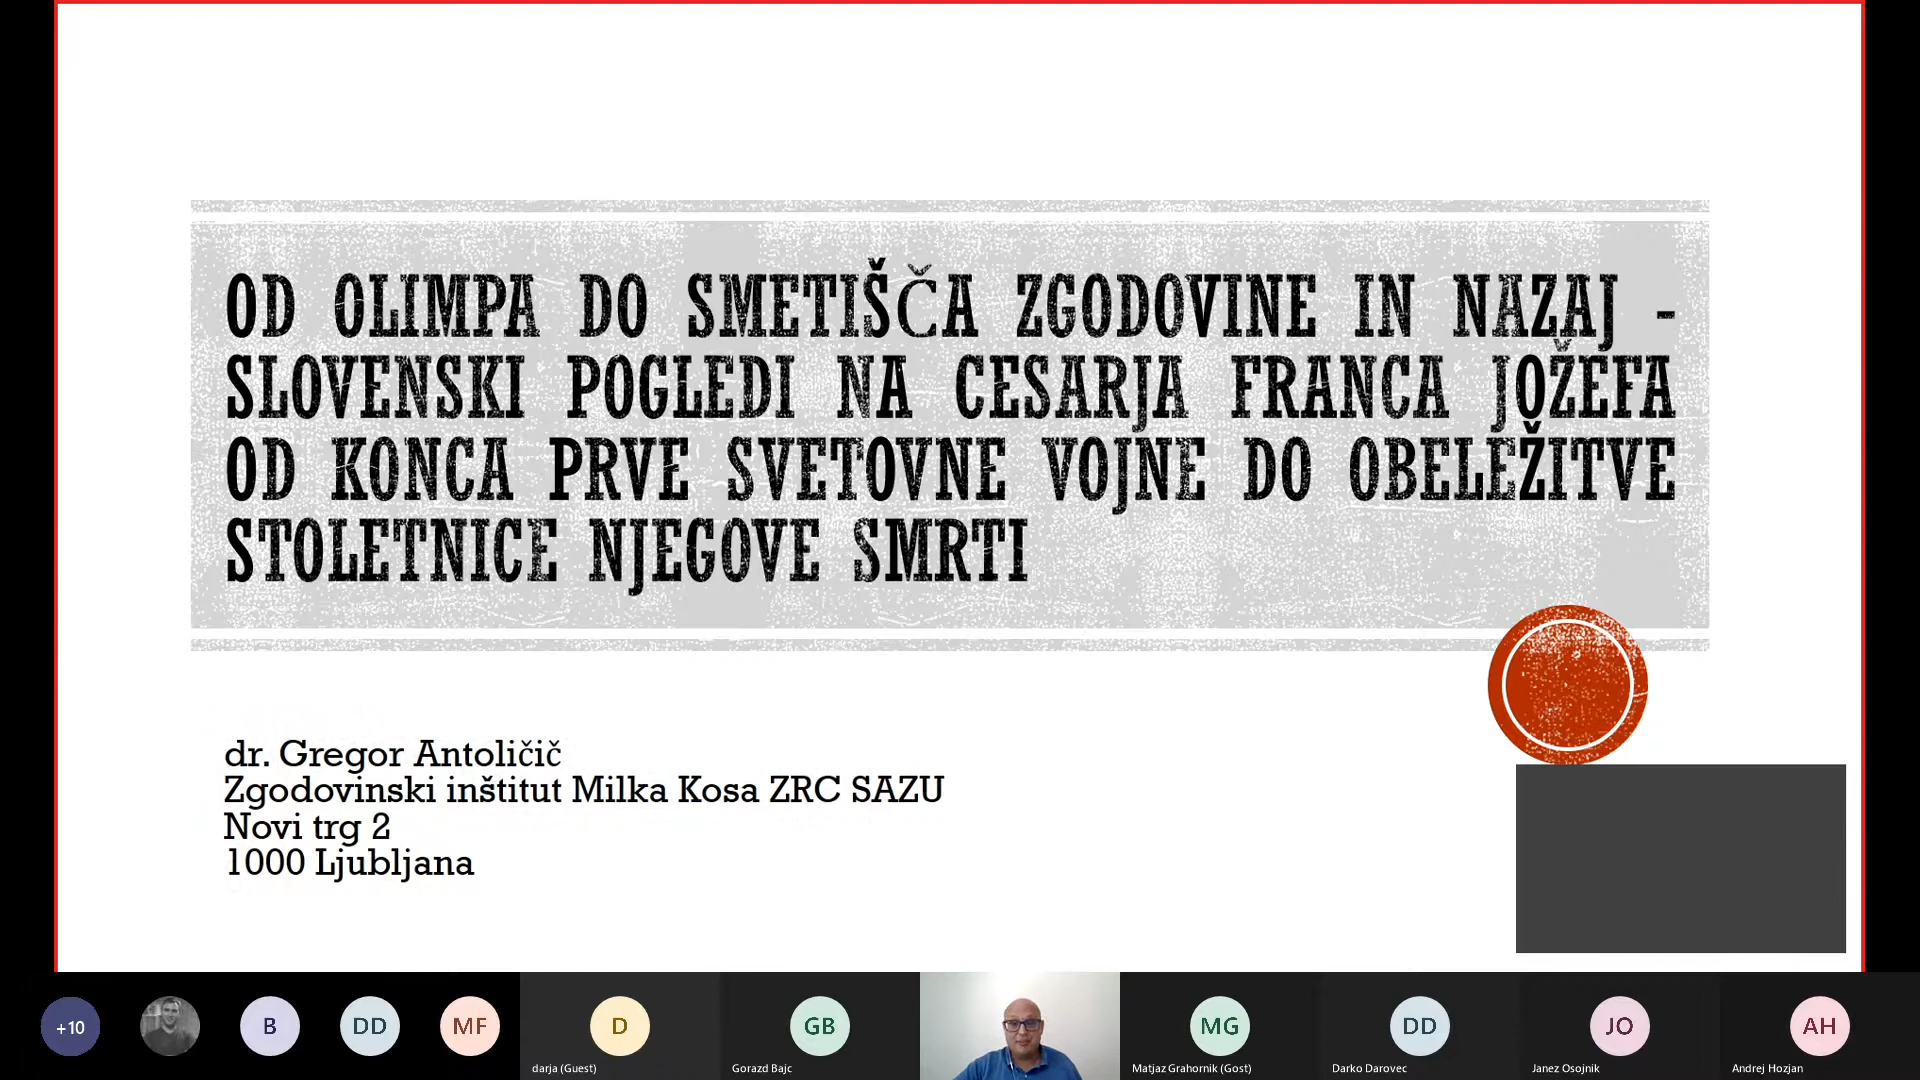 OD OLIMPA DO SMETIŠČA ZGODOVINE IN NAZAJ -
SLOVENSKI POGLEDI NA CESARJA FRANCA JOŽEFA
OD KONCA PRVE SVETOVNE VOJNE DO OBELEŽITVE
STOLETNICE NJEGOVE SMRTI
dr. Gregor Antoličič
Zgodovinski inštitut Milka Kosa ZRC SAZU
Novi trg 2
1000 Ljubljana
+10
B
DD
MF
D
darja (Guest)
GB
Gorazd Bajc
MG
Matjaz Grahornik (Gost)
DD
Darko Darovec
JO
Janez Osojnik
AH
Andrej Hozjan